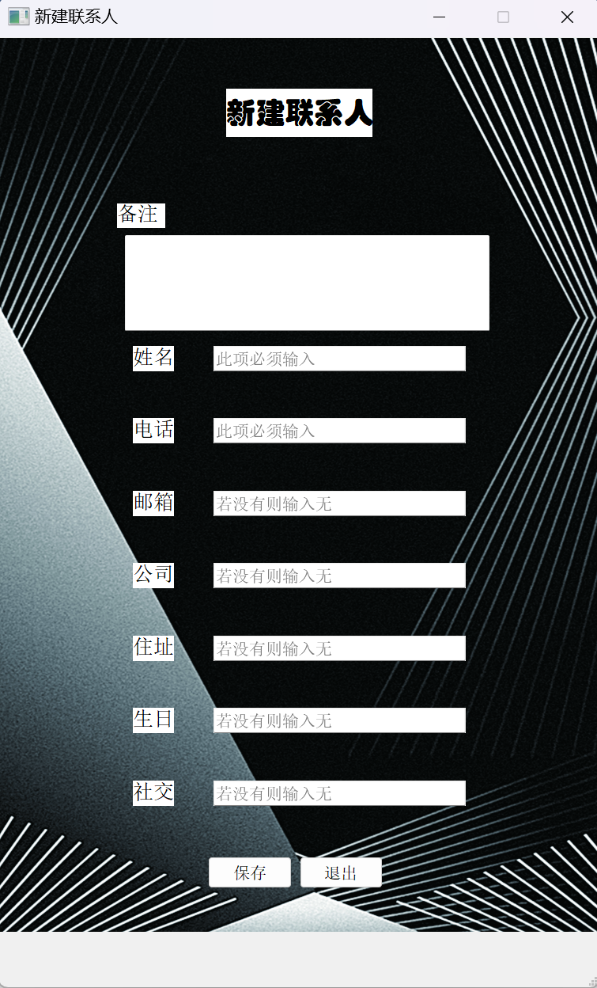 新建联系人
新建联系人
备注
姓名 此项必须输入
电话 此项必须输入
邮箱 若没有则输入无
公司 若没有则输入无
住址 若没有则输入无
生日 若没有则输入无
社交 若没有则输入无
保存 退出